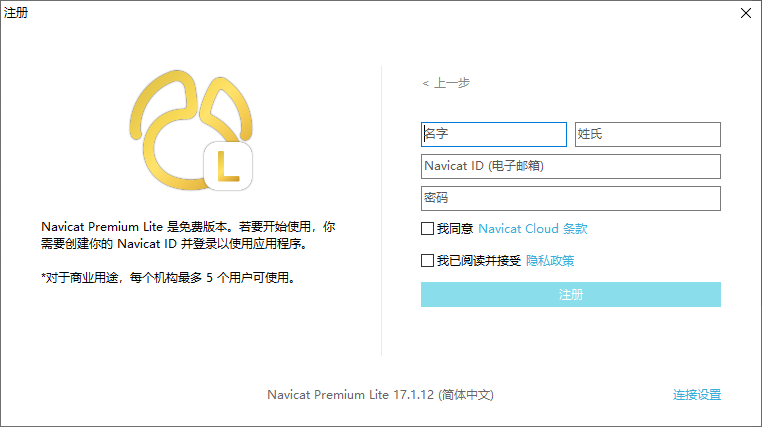 注册
L
< 上一步
名字
姓氏
Navicat ID (电子邮箱)
密码
Navicat Premium Lite 是免费版本。若要开始使用，你
需要创建你的 Navicat ID 并登录以使用应用程序。
*对于商业用途，每个机构最多 5 个用户可使用。
我同意 Navicat Cloud 条款
我已阅读并接受 隐私政策
注册
Navicat Premium Lite 17.1.12 (简体中文)
连接设置